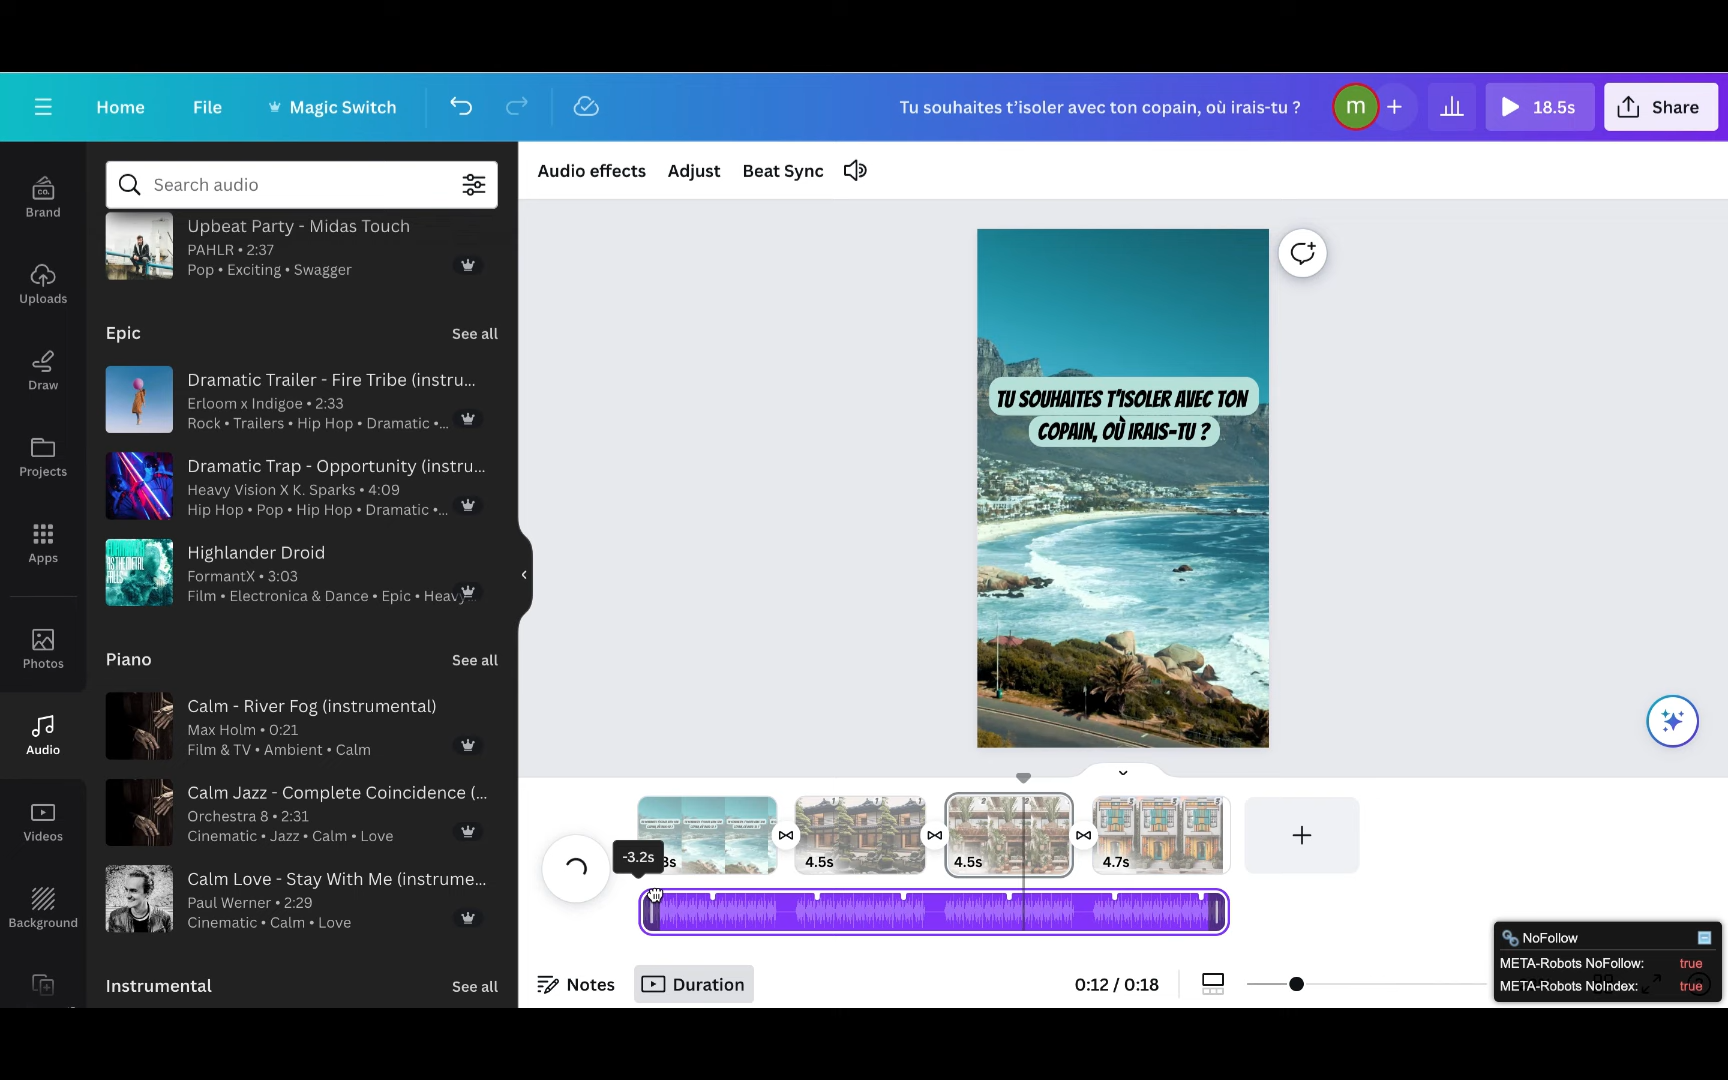 Home
File
Magic Switch
Tu souhaites t'isoler avec ton copain, où irais-tu ?
m
18.5s
Share
Brand
Uploads
Draw
Projects
Apps
Photos
Audio
Videos
Background
Search audio
Upbeat Party - Midas Touch
PAHLR • 2:37
Pop • Exciting • Swagger
Epic
See all
Dramatic Trailer - Fire Tribe (instru...
Erloom x Indigoe • 2:33
Rock • Trailers • Hip Hop • Dramatic •...
Dramatic Trap - Opportunity (instru...
Heavy Vision X K. Sparks • 4:09
Hip Hop • Pop • Hip Hop • Dramatic •...
Highlander Droid
FormantX • 3:03
Film • Electronica & Dance • Epic • Heavy...
Piano
See all
Calm - River Fog (instrumental)
Max Holm • 0:21
Film & TV • Ambient • Calm
Calm Jazz - Complete Coincidence (...
Orchestra 8 • 2:31
Cinematic • Jazz • Calm • Love
Calm Love - Stay With Me (instrume...
Paul Werner • 2:29
Cinematic • Calm • Love
Instrumental
See all
Audio effects
Adjust
Beat Sync
TU SOUHAITES T'ISOLER AVEC TON
COPAIN, OÙ IRAIS-TU ?
-3.2s
4.5s
4.5s
4.7s
Notes
Duration
0:12 / 0:18
NoFollow
META-Robots NoFollow: true
META-Robots NoIndex: true